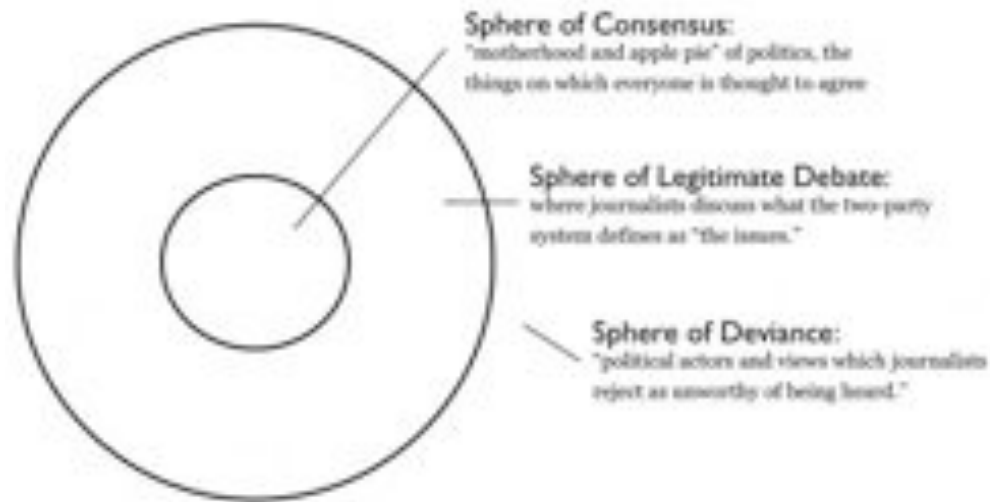 Sphere of Consensus:
"motherhood and apple pie" of politics, the
things on which everyone is thought to agree
Sphere of Legitimate Debate:
where journalists discuss what the two-party
system defines as "the issues."
Sphere of Deviance:
"political actors and views which journalists
reject as unworthy of being heard."